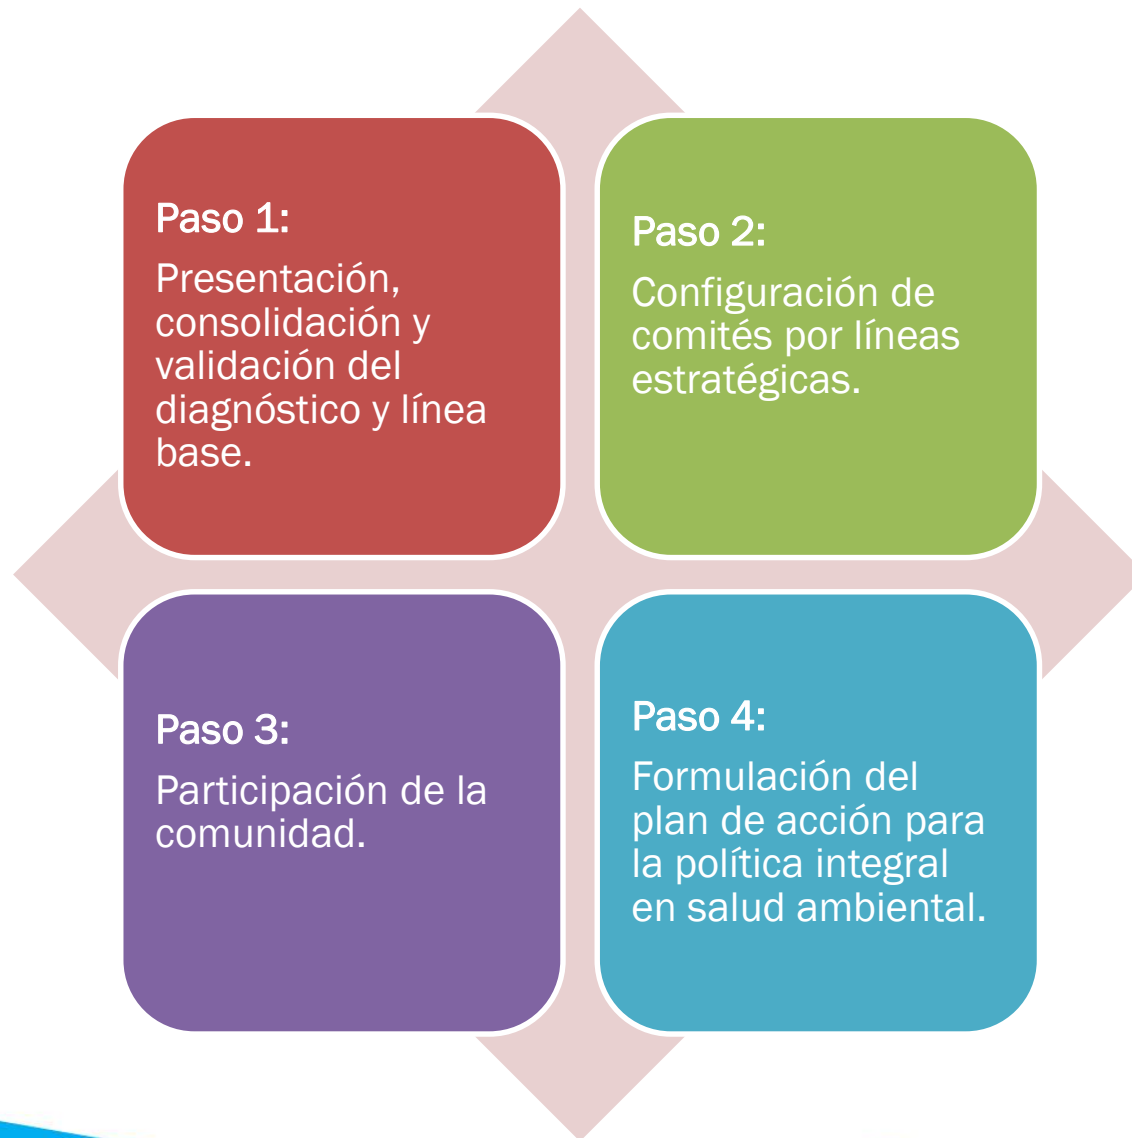 Paso 1:
Presentación,
consolidación y
validación del
diagnóstico y línea
base.
Paso 2:
Configuración de
comités por líneas
estratégicas.
Paso 3:
Participación de la
comunidad.
Paso 4:
Formulación del
plan de acción para
la política integral
en salud ambiental.